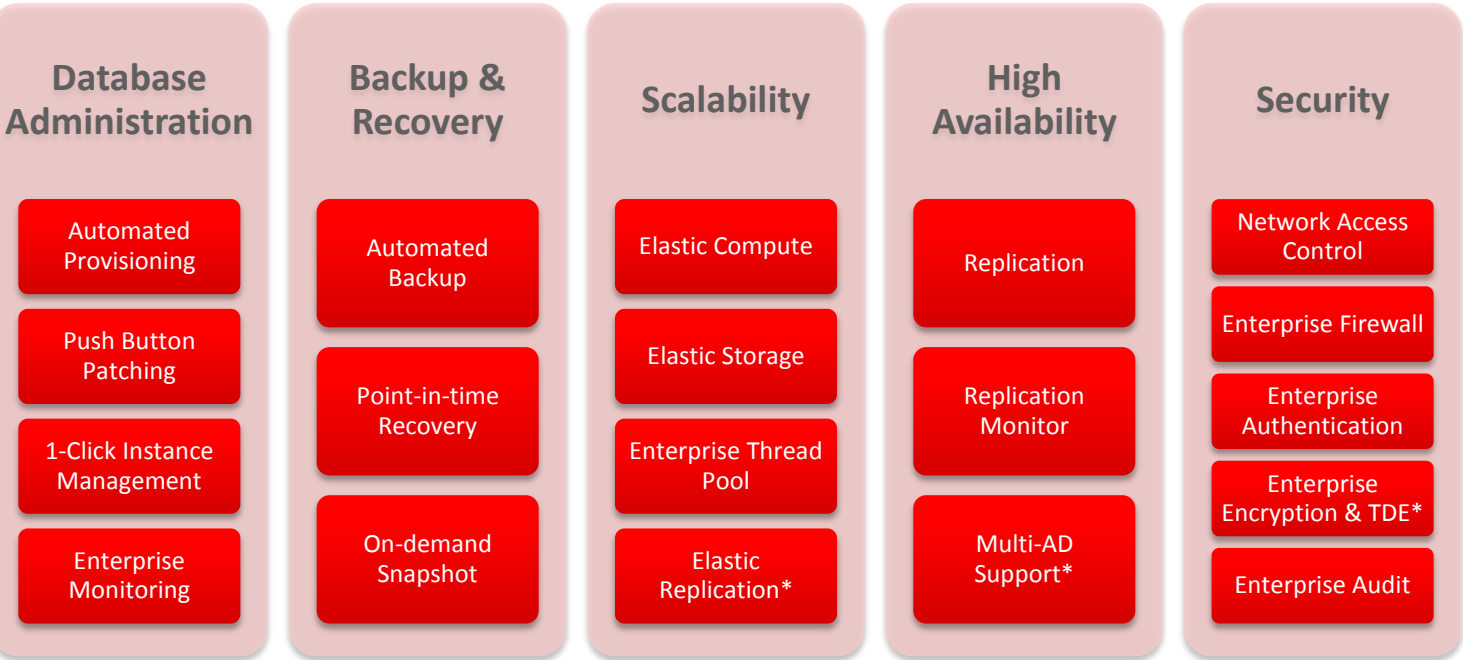 Database
Administration
Automated
Provisioning
Push Button
Patching
1-Click Instance
Management
Enterprise
Monitoring
Backup &
Recovery
Automated
Backup
Point-in-time
Recovery
On-demand
Snapshot
Scalability
Elastic Compute
Elastic Storage
Enterprise Thread
Pool
Elastic
Replication*
High
Availability
Replication
Replication
Monitor
Multi-AD
Support*
Security
Network Access
Control
Enterprise Firewall
Enterprise
Authentication
Enterprise
Encryption & TDE*
Enterprise Audit